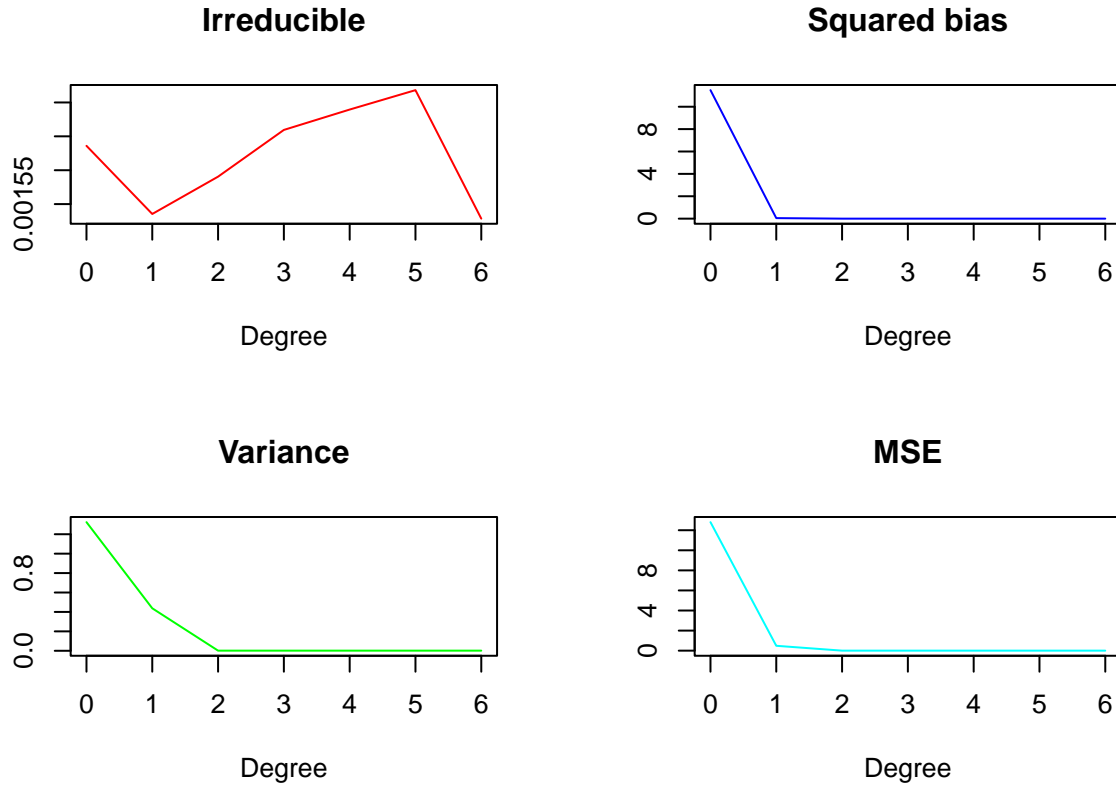 Irreducible
0.00155
0 1 2 3 4 5 6
Degree
Squared bias
0 4 8
0 1 2 3 4 5 6
Degree
Variance
0.0 0.8
0 1 2 3 4 5 6
Degree
MSE
0 4 8
0 1 2 3 4 5 6
Degree